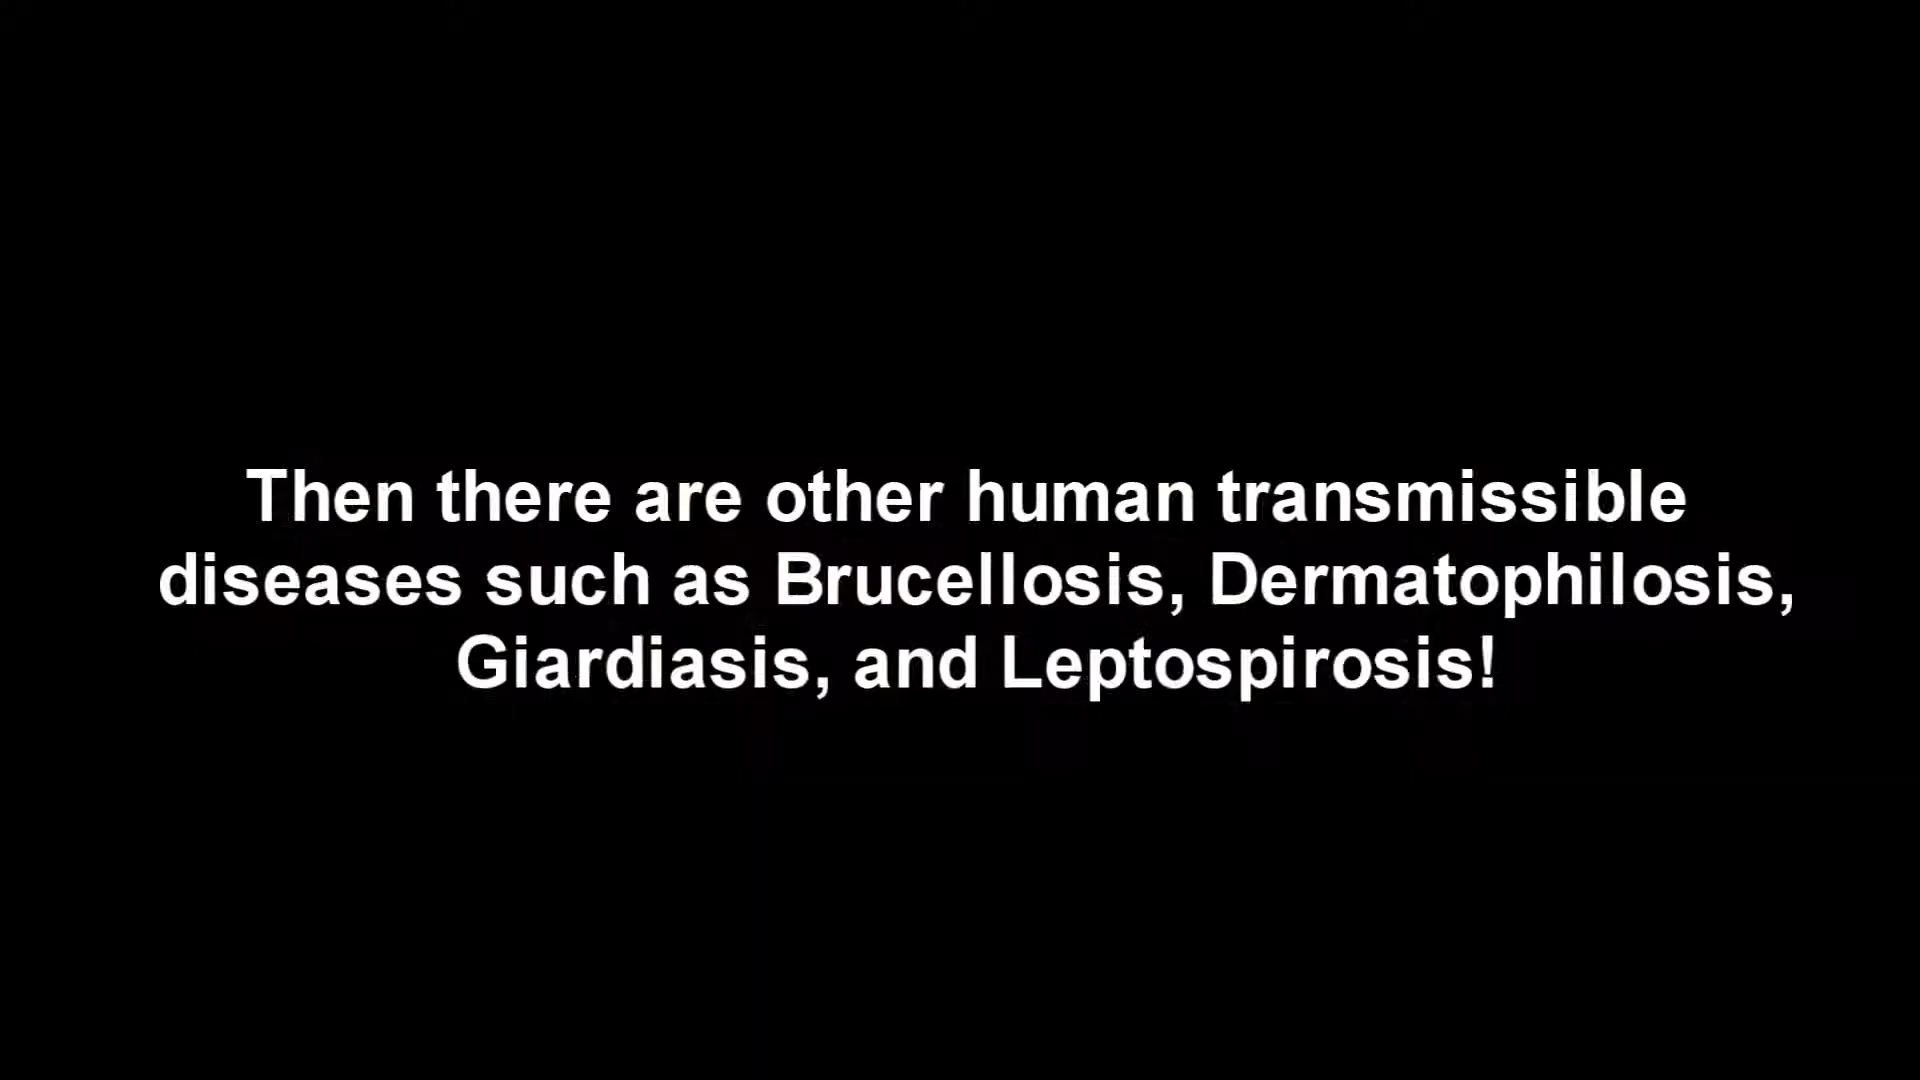 Then there are other human transmissible
diseases such as Brucellosis, Dermatophilosis,
Giardiasis, and Leptospirosis!